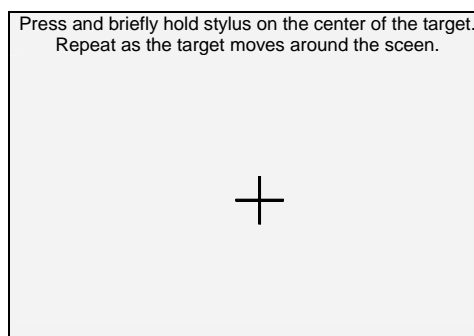 Press and briefly hold stylus on the center of the target.
Repeat as the target moves around the sceen.